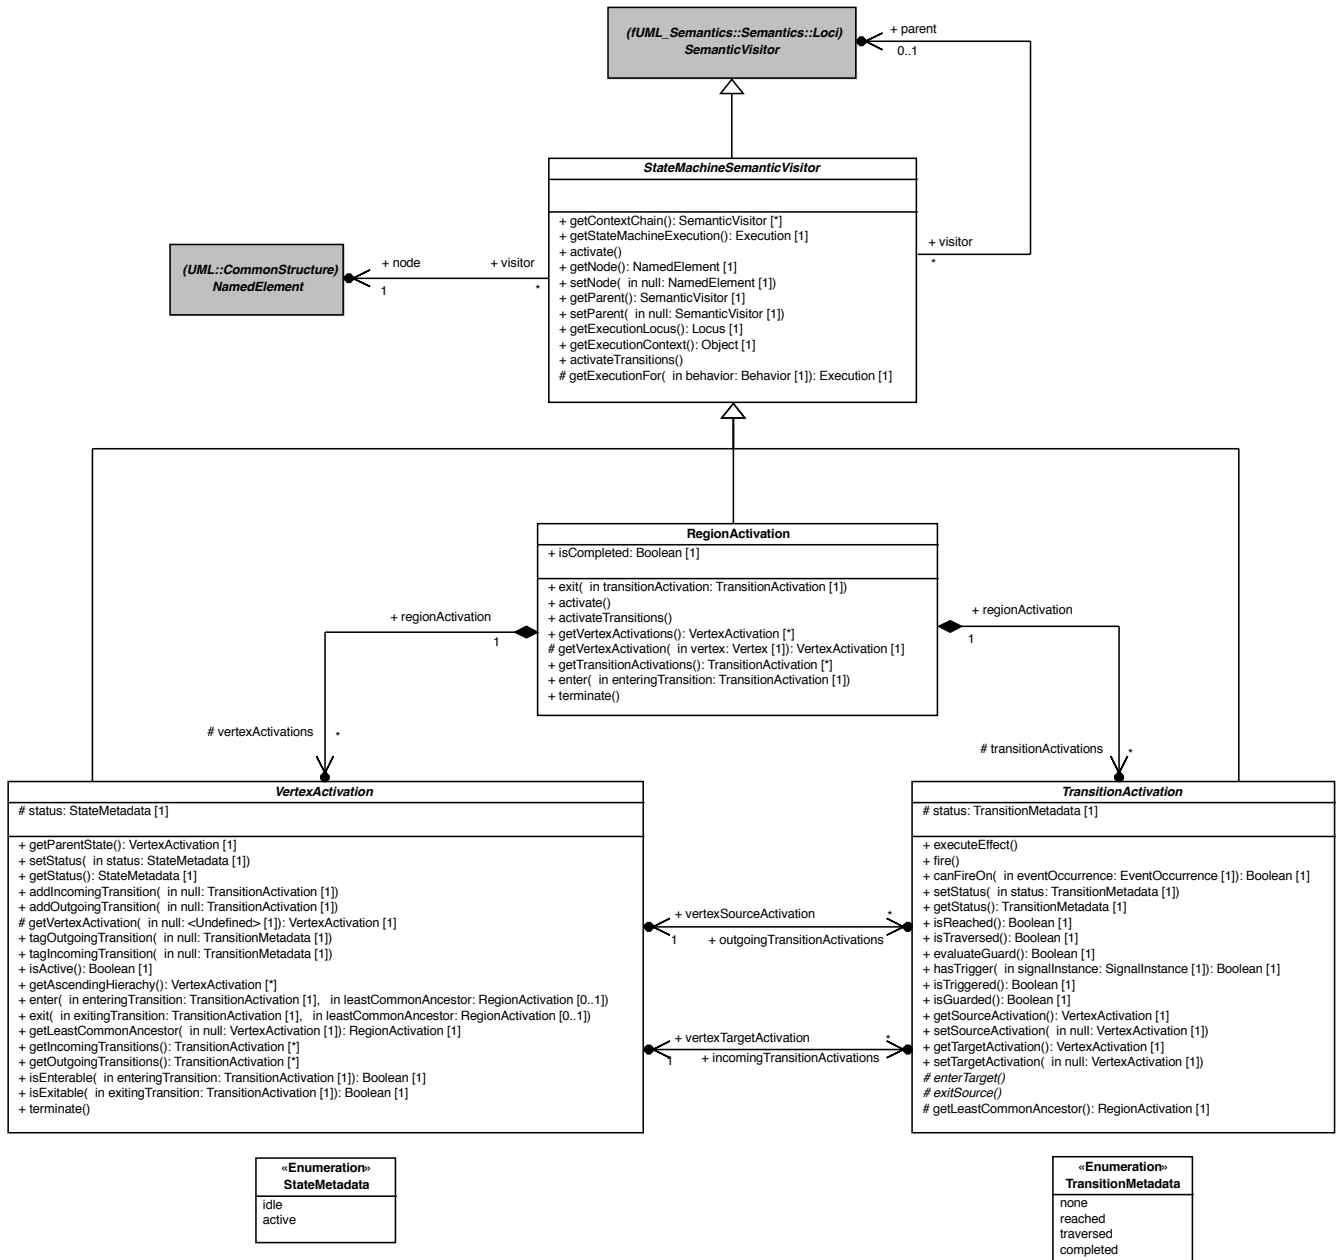 (fUML_Semantics::Semantics::Loci)
SemanticVisitor
+ parent
0..1
StateMachineSemanticVisitor
+ getContextChain(): SemanticVisitor [*]
+ getStateMachineExecution(): Execution [1]
+ activate()
+ getNode(): NamedElement [1]
+ setNode( in null: NamedElement [1])
+ getParent(): SemanticVisitor [1]
+ setParent( in null: SemanticVisitor [1])
+ getExecutionLocus(): Locus [1]
+ getExecutionContext(): Object [1]
+ activateTransitions()
# getExecutionFor( in behavior: Behavior [1]): Execution [1]
+ visitor
*
(UML::CommonStructure)
NamedElement
+ node
1
+ visitor
*
RegionActivation
+ isCompleted: Boolean [1]
+ exit( in transitionActivation: TransitionActivation [1])
+ activate()
+ activateTransitions()
+ getVertexActivations(): VertexActivation [*]
# getVertexActivation( in vertex: Vertex [1]): VertexActivation [1]
+ getTransitionActivations(): TransitionActivation [*]
+ enter( in enteringTransition: TransitionActivation [1])
+ terminate()
+ regionActivation
1
+ regionActivation
1
# vertexActivations
*
# transitionActivations
*
VertexActivation
# status: StateMetadata [1]
+ getParentState(): VertexActivation [1]
+ setStatus( in status: StateMetadata [1])
+ getStatus(): StateMetadata [1]
+ addIncomingTransition( in null: TransitionActivation [1])
+ addOutgoingTransition( in null: TransitionActivation [1])
# getVertexActivation( in null: <Undefined> [1]): VertexActivation [1]
+ tagOutgoingTransition( in null: TransitionMetadata [1])
+ tagIncomingTransition( in null: TransitionMetadata [1])
+ isActive(): Boolean [1]
+ getAscendingHierachy(): VertexActivation [*]
+ enter( in enteringTransition: TransitionActivation [1], in leastCommonAncestor: RegionActivation [0..1])
+ exit( in exitingTransition: TransitionActivation [1], in leastCommonAncestor: RegionActivation [0..1])
+ getLeastCommonAncestor( in null: VertexActivation [1]): RegionActivation [1]
+ getIncomingTransitions(): TransitionActivation [*]
+ getOutgoingTransitions(): TransitionActivation [*]
+ isEnterable( in enteringTransition: TransitionActivation [1]): Boolean [1]
+ isExitable( in exitingTransition: TransitionActivation [1]): Boolean [1]
+ terminate()
+ vertexSourceActivation
*
1
+ outgoingTransitionActivations
+ vertexTargetActivation
*
1
+ incomingTransitionActivations
TransitionActivation
# status: TransitionMetadata [1]
+ executeEffect()
+ fire()
+ canFireOn( in eventOccurrence: EventOccurrence [1]): Boolean [1]
+ setStatus( in status: TransitionMetadata [1])
+ getStatus(): TransitionMetadata [1]
+ isReached(): Boolean [1]
+ isTraversed(): Boolean [1]
+ evaluateGuard(): Boolean [1]
+ hasTrigger( in signalInstance: SignalInstance [1]): Boolean [1]
+ isTriggered(): Boolean [1]
+ isGuarded(): Boolean [1]
+ getSourceActivation(): VertexActivation [1]
+ setSourceActivation( in null: VertexActivation [1])
+ getTargetActivation(): VertexActivation [1]
+ setTargetActivation( in null: VertexActivation [1])
# enterTarget()
# exitSource()
# getLeastCommonAncestor(): RegionActivation [1]
«Enumeration»
StateMetadata
idle
active
«Enumeration»
TransitionMetadata
none
reached
traversed
completed